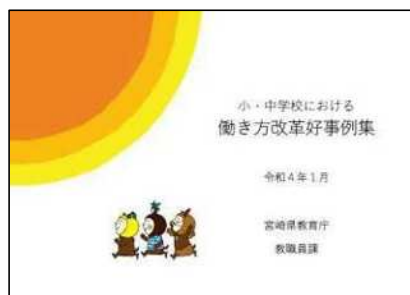 小・中学校における
働き方改革好事例集
令和４年１月
宮崎県教育庁
教職員課